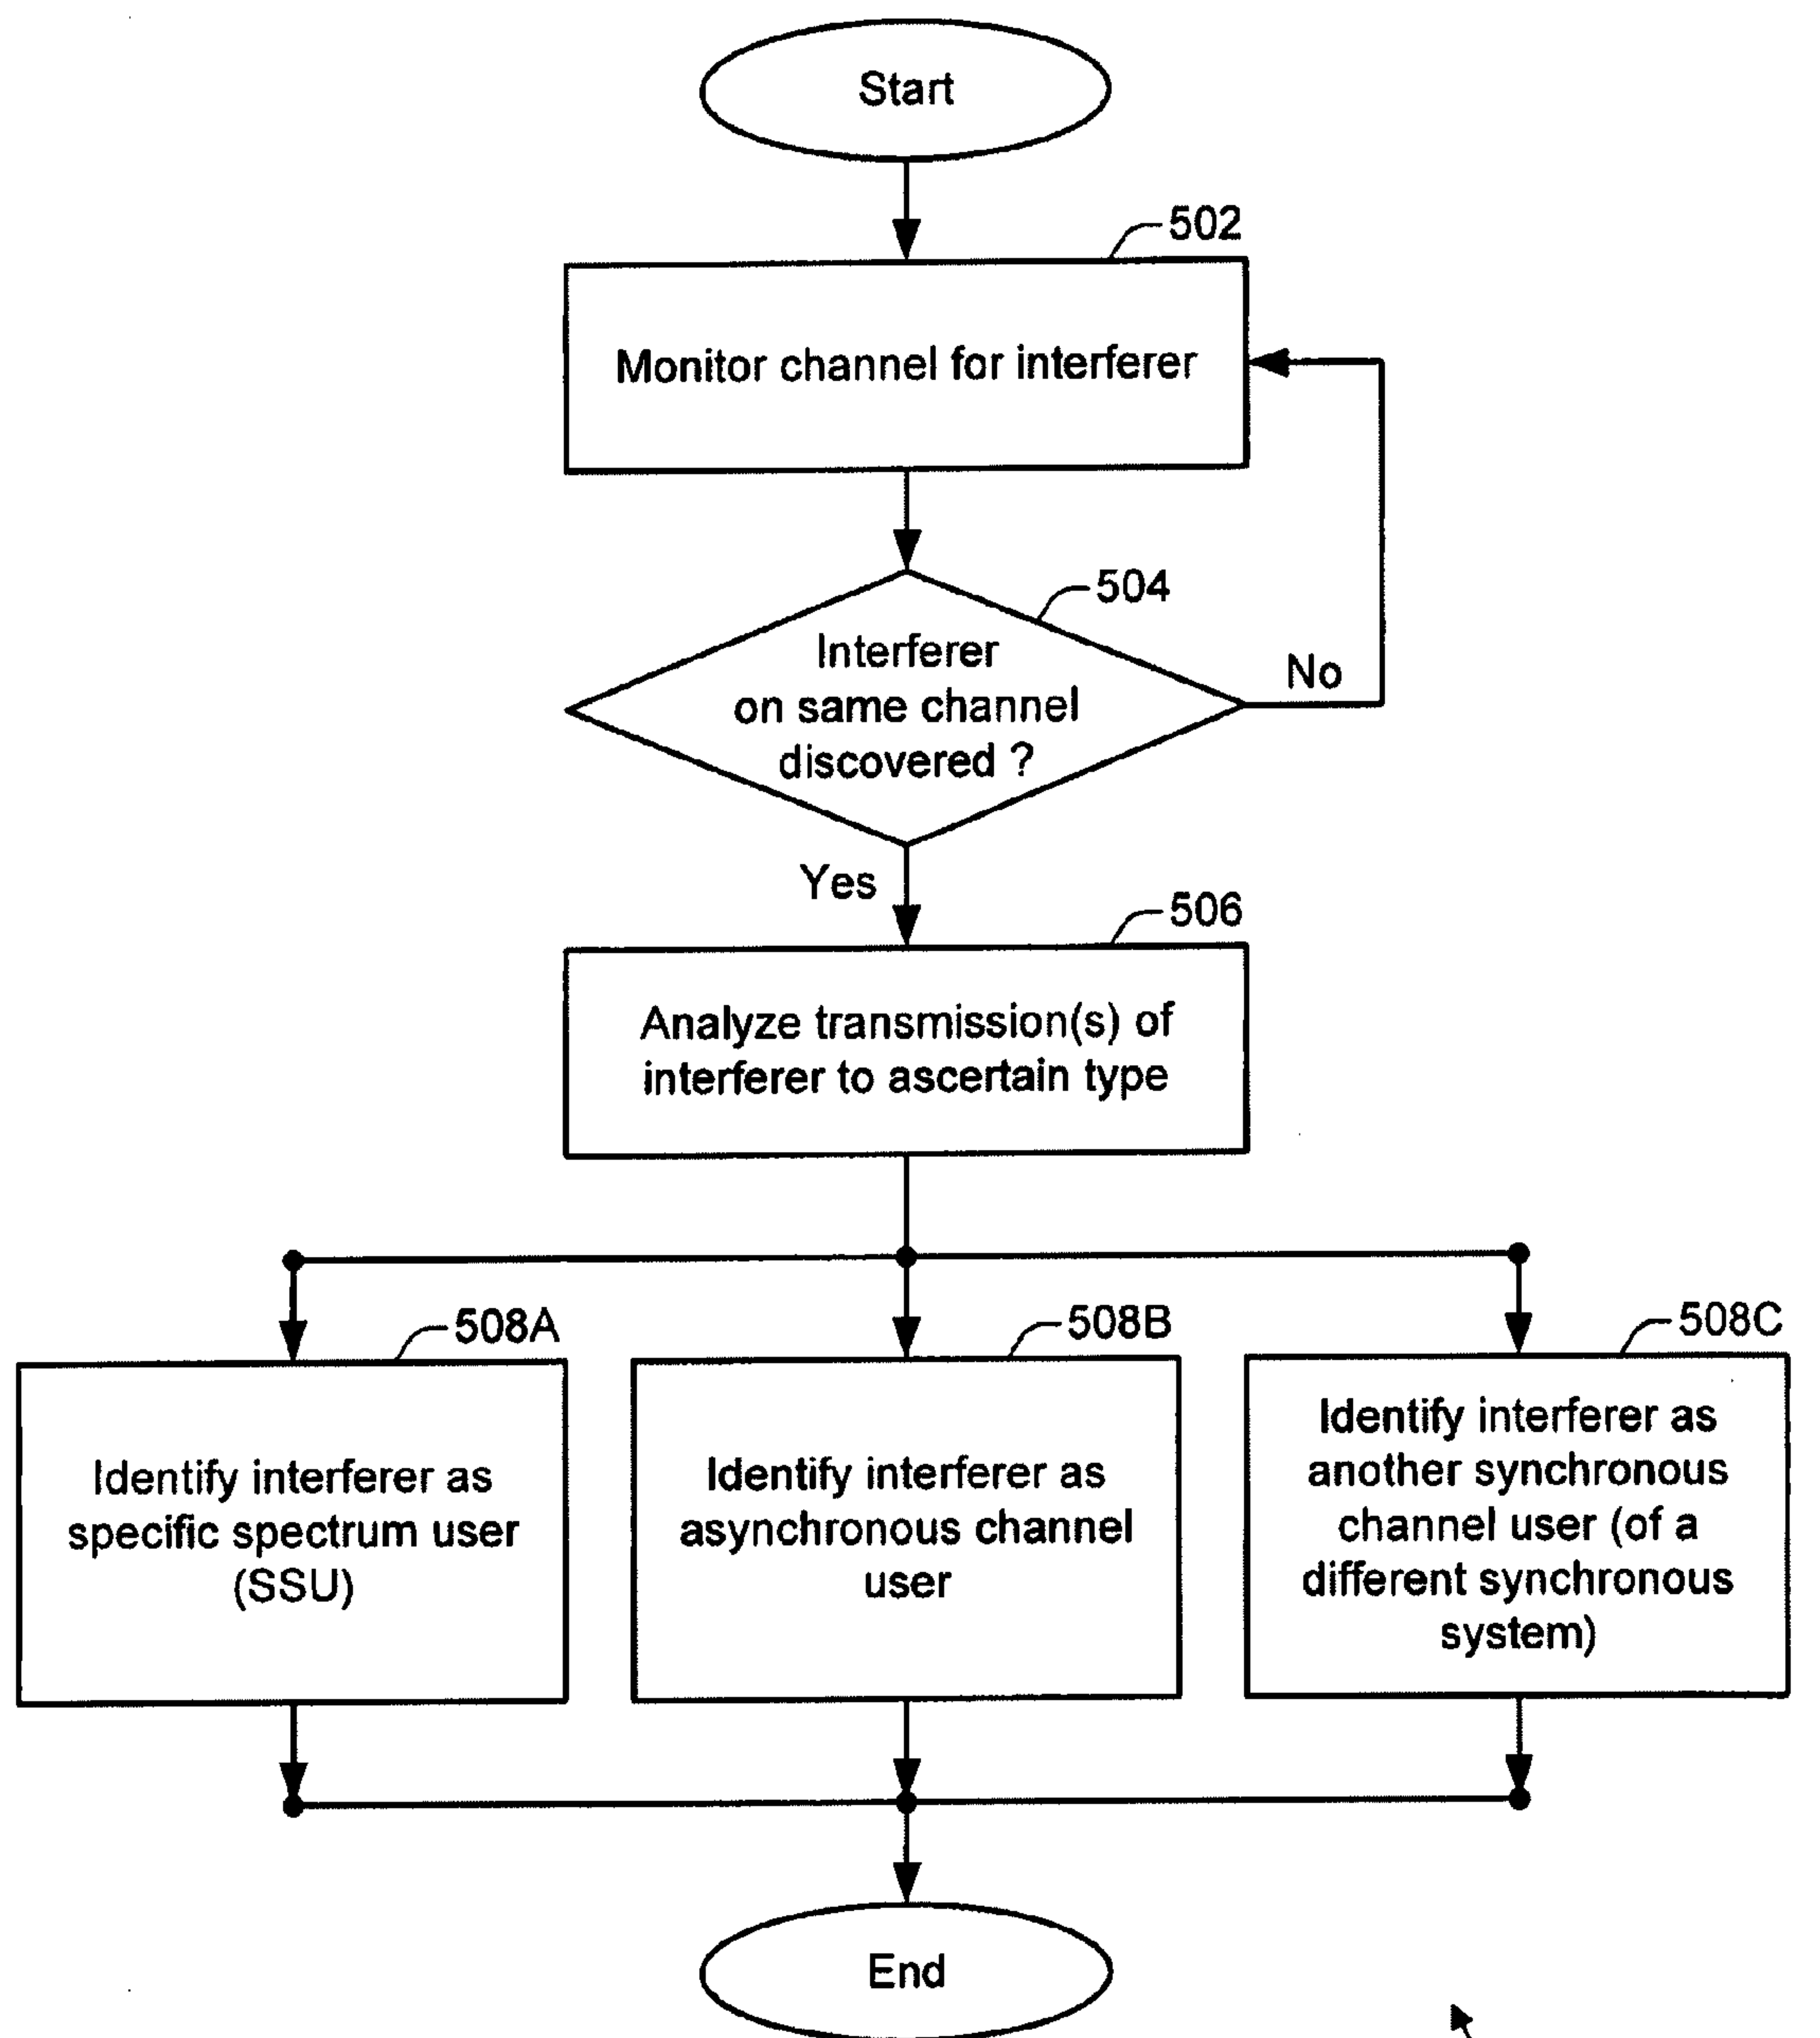 Start
502
Monitor channel for interferer
504
Interferer
on same channel
discovered ?
No
Yes
506
Analyze transmission(s) of
interferer to ascertain type
508A
Identify interferer as
specific spectrum user
(SSU)
508B
Identify interferer as
asynchronous channel
user
508C
Identify interferer as
another synchronous
channel user (of a
different synchronous
system)
End